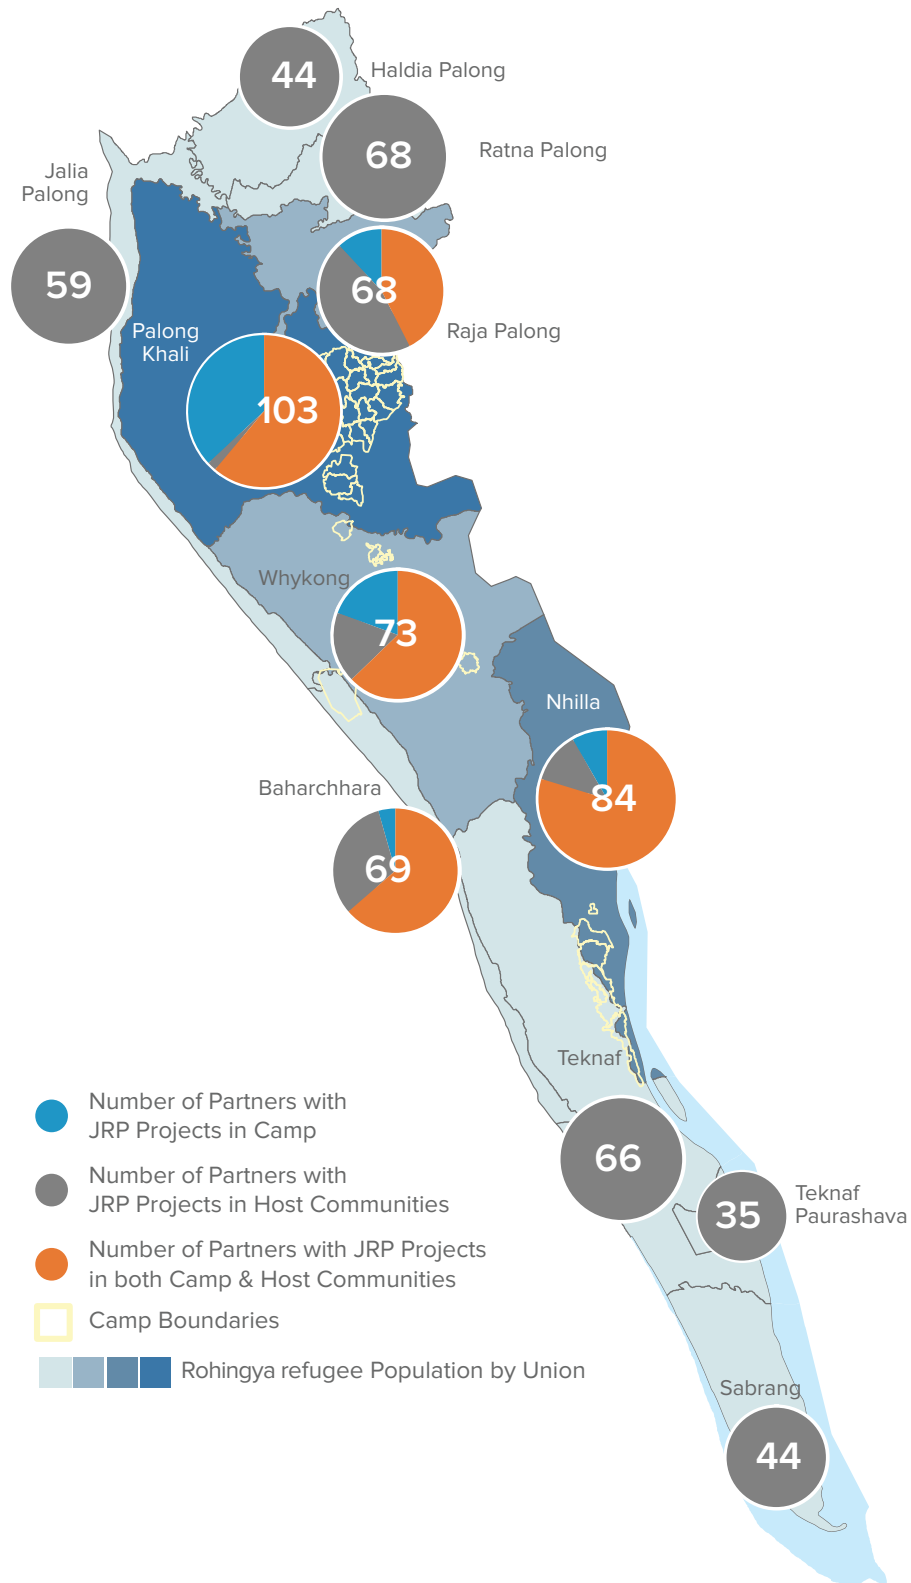 44
Haldia Palong
68
Ratna Palong
Jalia
Palong
59
68
Raja Palong
Palong
Khali
103
Whykong
73
Nhilla
84
Baharchhara
69
Teknaf
66
35
Teknaf
Paurashava
Number of Partners with
JRP Projects in Camp
Number of Partners with
JRP Projects in Host Communities
Number of Partners with JRP Projects
in both Camp & Host Communities
Camp Boundaries
Rohingya refugee Population by Union
Sabrang
44